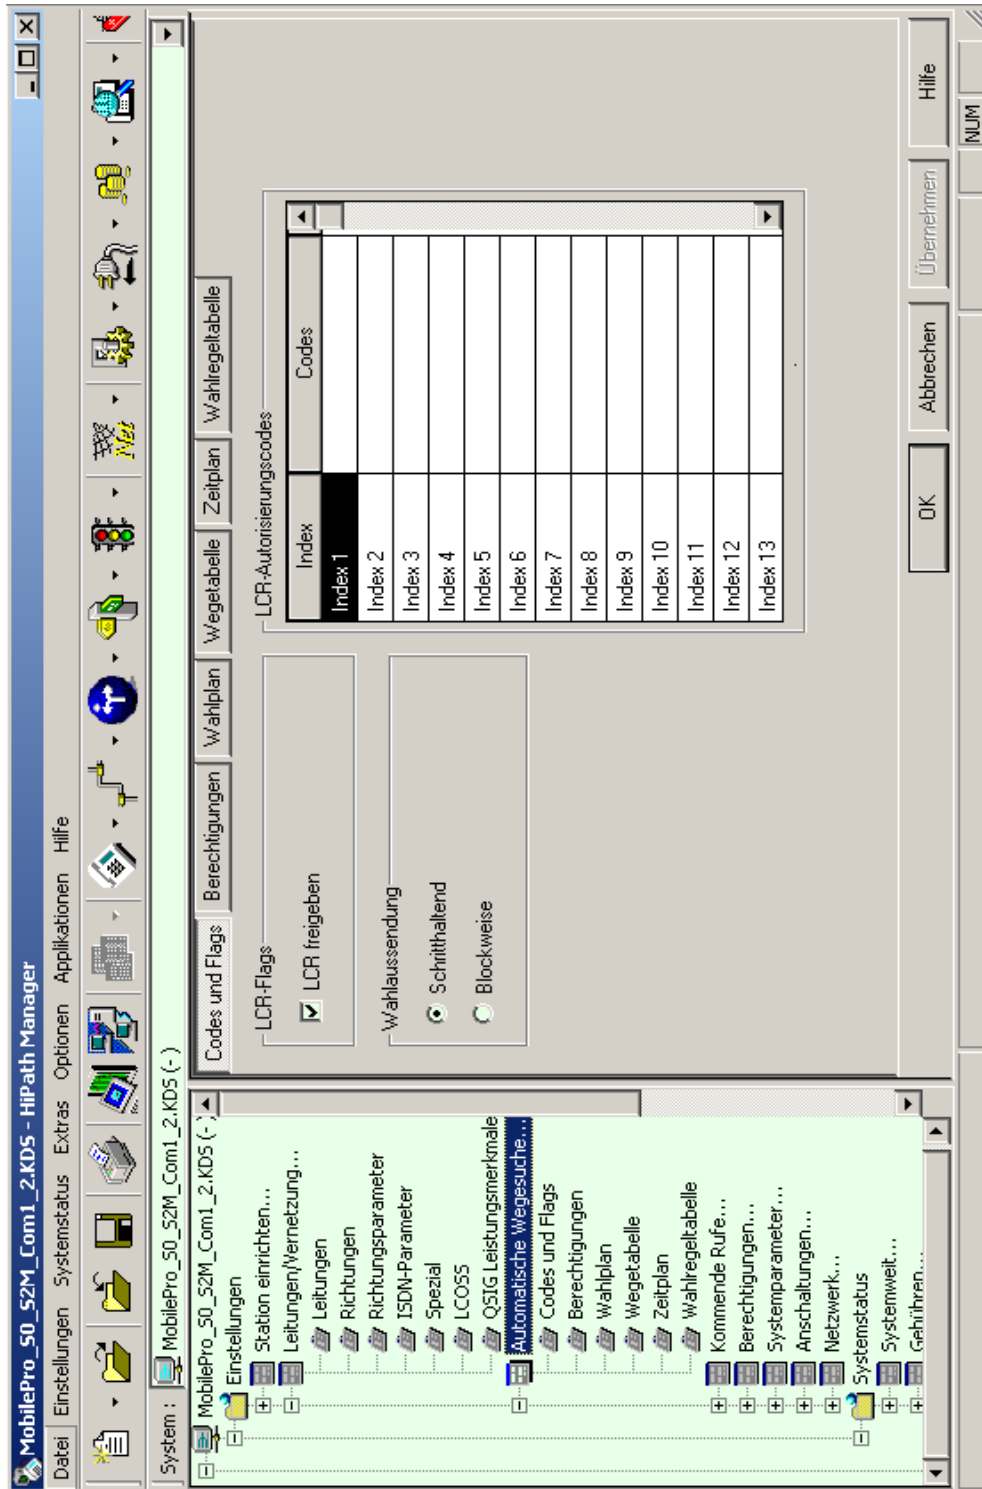 MobilePro_S0_S2M_Com1_2.KDS - HiPath Manager
Datei Einstellungen Systemstatus Extras Optionen Applikationen Hilfe
Net
System : MobilePro_S0_S2M_Com1_2.KDS (- )
MobilePro_S0_S2M_Com1_2.KDS (- )
Einstellungen
Station einrichten...
Leitungen/Vernetzung...
Leitungen
Richtungen
Richtungsparameter
ISDN-Parameter
Spezial
LCOSS
QSIG Leistungsmerkmale
Automatische Wegesuche...
Codes und Flags
Berechtigungen
Wahlplan
Wegetabelle
Zeitplan
Wahlregeltabelle
Kommende Rufe...
Berechtigungen...
Systemparameter...
Anschaltungen...
Netzwerk...
Systemstatus
Systemweit...
Gebühren...
Codes und Flags Berechtigungen Wahlplan Wegetabelle Zeitplan Wahlregeltabelle
LCR-Flags
LCR freigeben
Wahlaussendung
Schritthaltend
Blockweise
LCR-Autorisierungscodes
Index Codes
Index 1
Index 2
Index 3
Index 4
Index 5
Index 6
Index 7
Index 8
Index 9
Index 10
Index 11
Index 12
Index 13
OK Abbrechen Übernehmen Hilfe
NUM